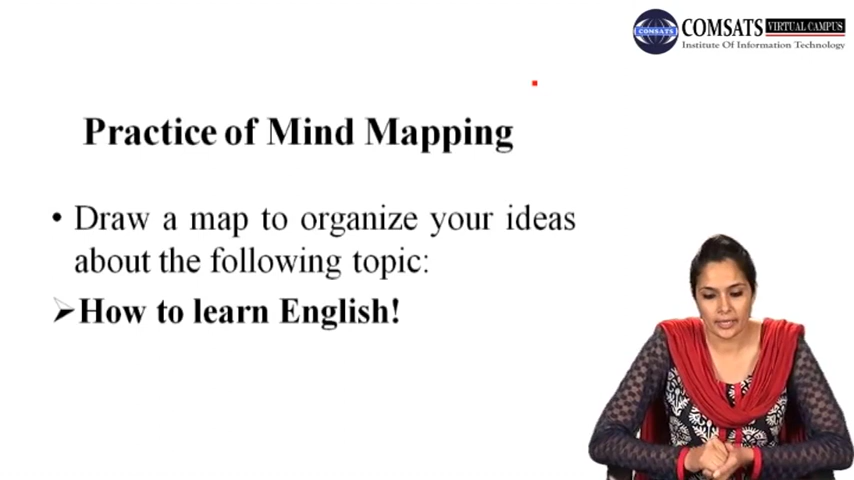 COMSATS VIRTUAL CAMPUS
COMSATS
Institute Of Information Technology
Practice of Mind Mapping
• Draw a map to organize your ideas
about the following topic:
➢How to learn English!